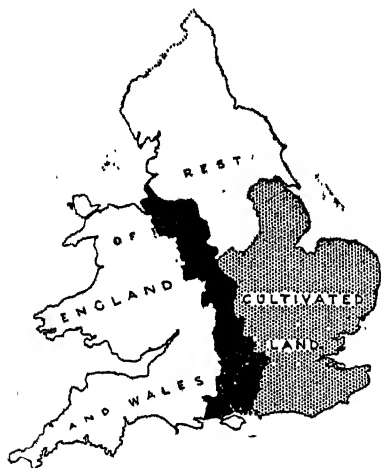 REST
OF
ENGLAND
AND WALES
CULTIVATED
LAND